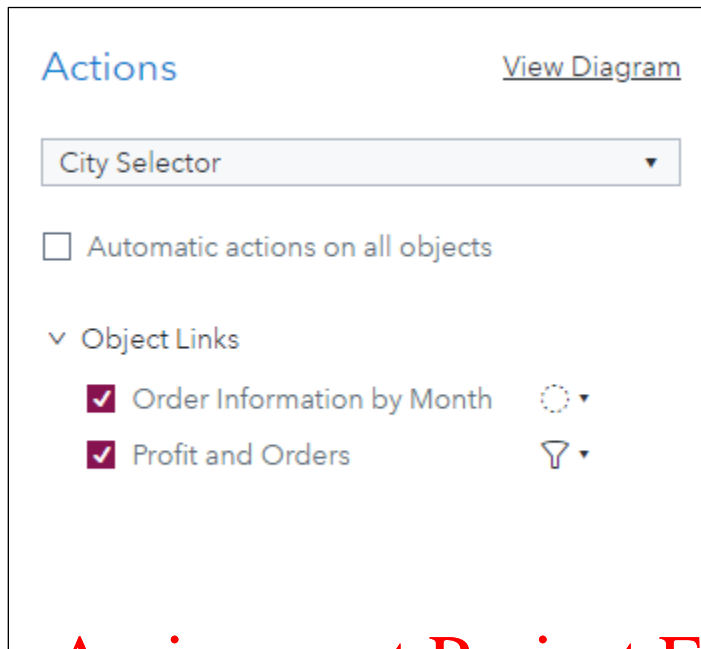 Actions View Diagram
City Selector
Automatic actions on all objects
Object Links
Order Information by Month
Profit and Orders